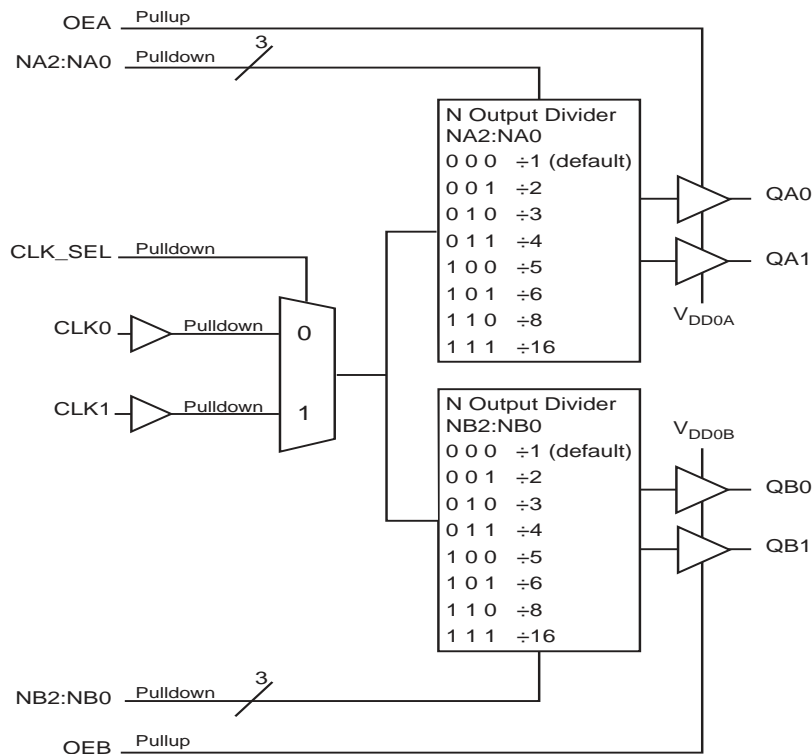 OEA Pullup
3
NA2:NA0 Pulldown
N Output Divider
NA2:NA0
0 0 0 ÷1 (default)
0 0 1 ÷2
0 1 0 ÷3
0 1 1 ÷4
1 0 0 ÷5
1 0 1 ÷6
1 1 0 ÷8
1 1 1 ÷16
QA0
QA1
VDD0A
CLK_SEL Pulldown
CLK0 Pulldown 0
CLK1 Pulldown 1
N Output Divider
NB2:NB0
0 0 0 ÷1 (default)
0 0 1 ÷2
0 1 0 ÷3
0 1 1 ÷4
1 0 0 ÷5
1 0 1 ÷6
1 1 0 ÷8
1 1 1 ÷16
VDD0B
QB0
QB1
3
NB2:NB0 Pulldown
OEB Pullup